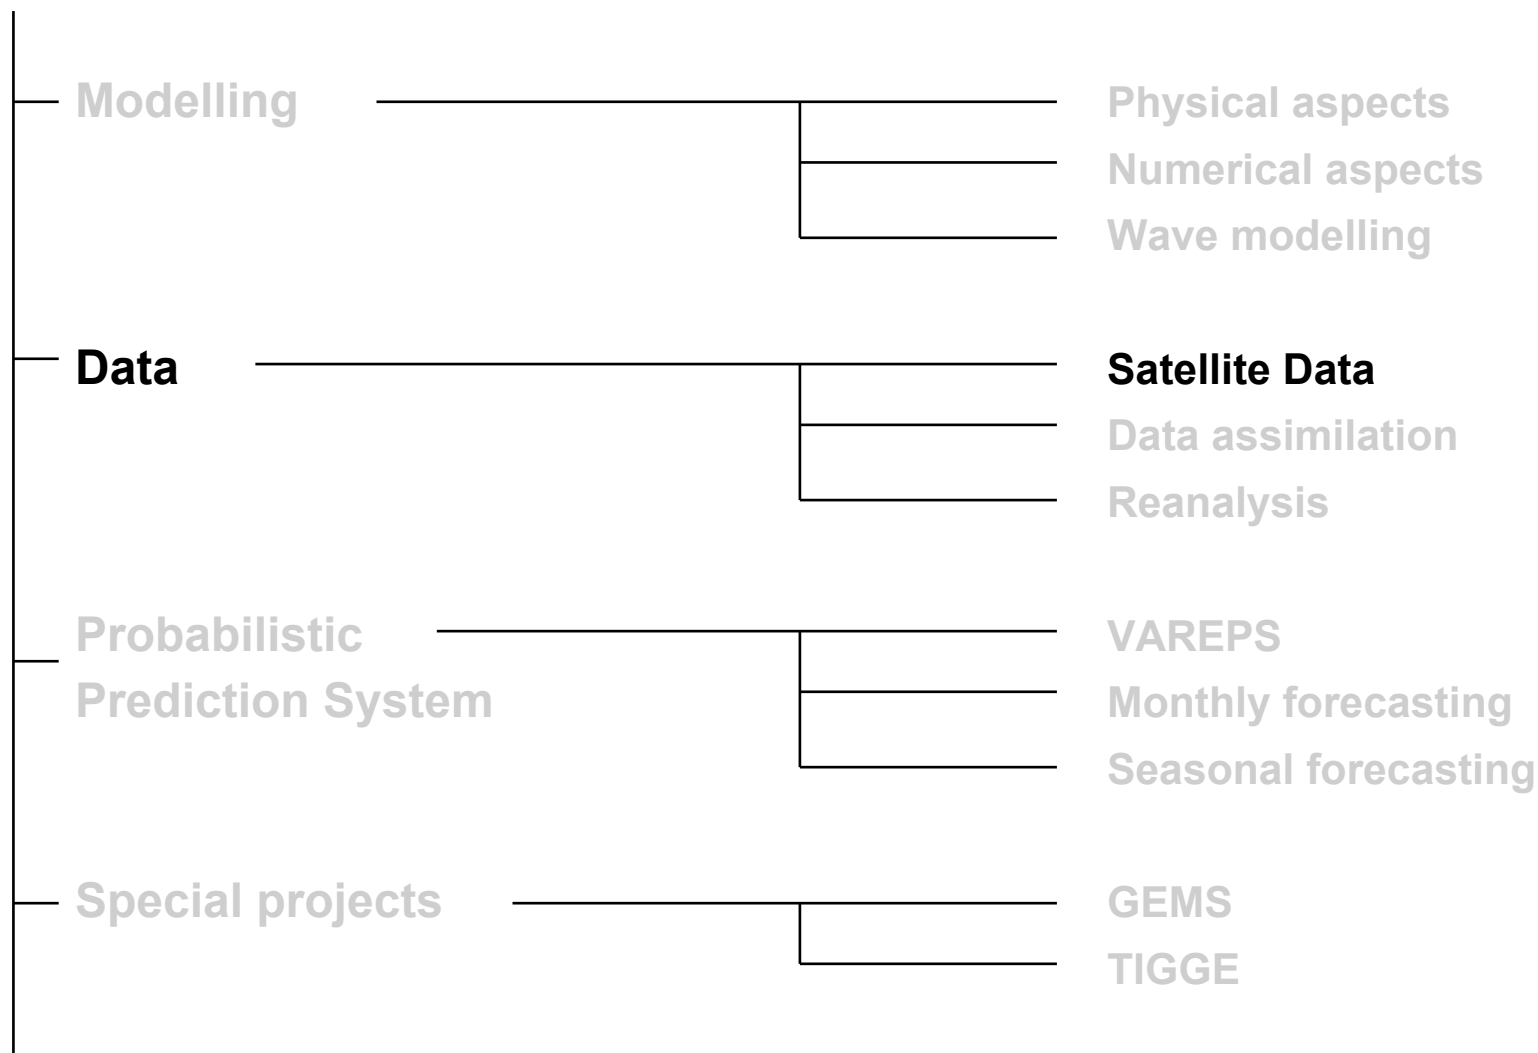 Modelling
Physical aspects
Numerical aspects
Wave modelling
Data
Satellite Data
Data assimilation
Reanalysis
Probabilistic
Prediction System
VAREPS
Monthly forecasting
Seasonal forecasting
Special projects
GEMS
TIGGE